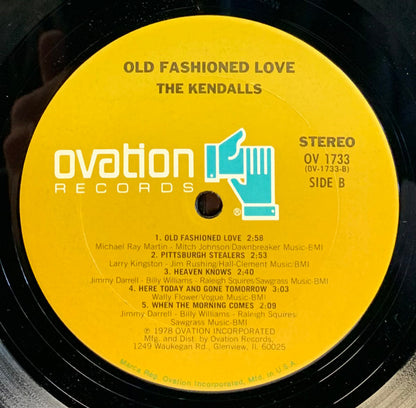 OLD FASHIONED LOVE
THE KENDALLS
ovation
RECORDS
®
STEREO
OV 1733
(OV-1733-B)
SIDE B
1. OLD FASHIONED LOVE 2:58
Michael Ray Martin - Mitch Johnson/Dawnbreaker Music-BMI
2. PITTSBURGH STEALERS 2:53
Larry Kingston - Jim Rushing/Hall-Clement Music-BMI
3. HEAVEN KNOWS 2:40
Jimmy Darrell - Billy Williams - Raleigh Squires/Sawgrass Music-BMI
4. HERE TODAY AND GONE TOMORROW 3:03
Wally Flower/Vogue Music-BMI
5. WHEN THE MORNING COMES 2:09
Jimmy Darrell - Billy Williams - Raleigh Squires/
Sawgrass Music-BMI
℗ 1978 OVATION INCORPORATED
Mfg. and Dist. by Ovation Records,
1249 Waukegan Rd., Glenview, Il. 60025
Marca Reg. Ovation Incorporated, Mfd. in U.S.A.